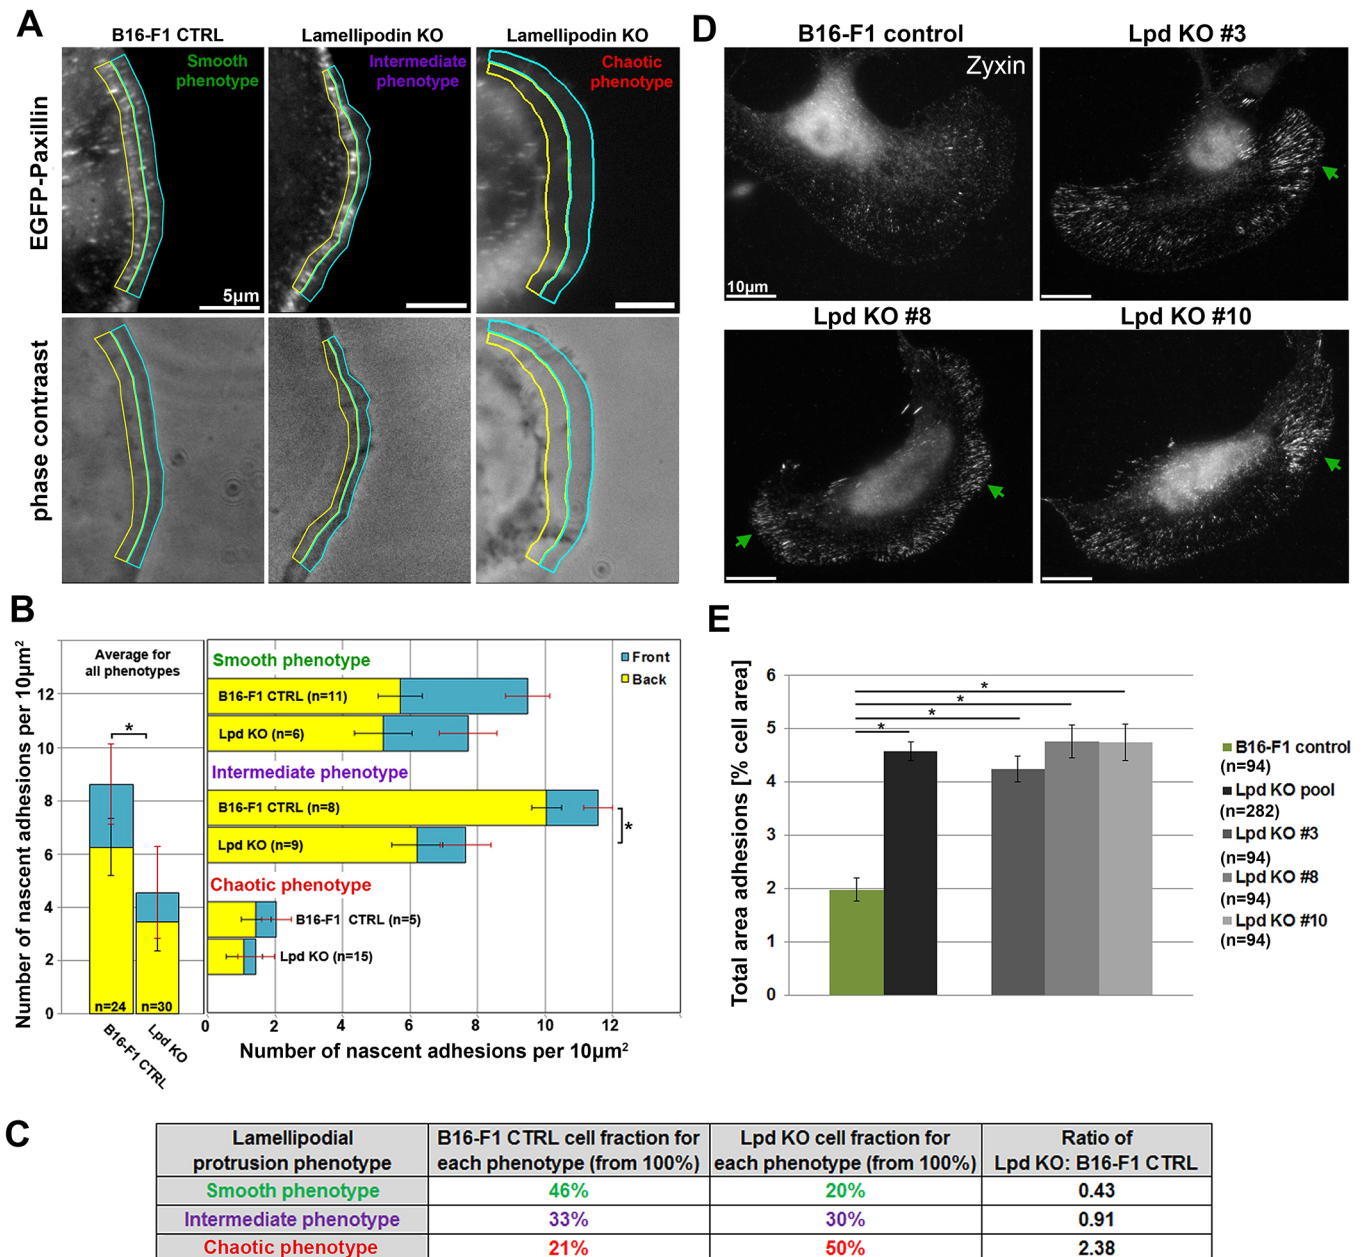 A
B16-F1 CTRL
Lamellipodin KO
Lamellipodin KO
Smooth
phenotype
Intermediate
phenotype
Chaotic
phenotype
EGFP-Paxillin
5µm
phase contraast
D
B16-F1 control
Lpd KO #3
Zyxin
10µm
Lpd KO #8
Lpd KO #10
B
Average for
all phenotypes
*
Number of nascent adhesions per 10µm²
12
10
8
6
4
2
0
n=24
n=30
B16-F1 CTRL
Lpd KO
Smooth phenotype
B16-F1 CTRL (n=11)
Lpd KO (n=6)
Intermediate phenotype
B16-F1 CTRL (n=8)
Lpd KO (n=9)
*
Chaotic phenotype
B16-F1 CTRL (n=5)
Lpd KO (n=15)
Front
Back
0 2 4 6 8 10 12
Number of nascent adhesions per 10µm²
E
Total area adhesions [% cell area]
6
5
4
3
2
1
0
*
*
*
*
B16-F1 control
(n=94)
Lpd KO pool
(n=282)
Lpd KO #3
(n=94)
Lpd KO #8
(n=94)
Lpd KO #10
(n=94)
C
Lamellipodial
protrusion phenotype
B16-F1 CTRL cell fraction for
each phenotype (from 100%)
Lpd KO cell fraction for
each phenotype (from 100%)
Ratio of
Lpd KO: B16-F1 CTRL
Smooth phenotype 46% 20% 0.43
Intermediate phenotype 33% 30% 0.91
Chaotic phenotype 21% 50% 2.38